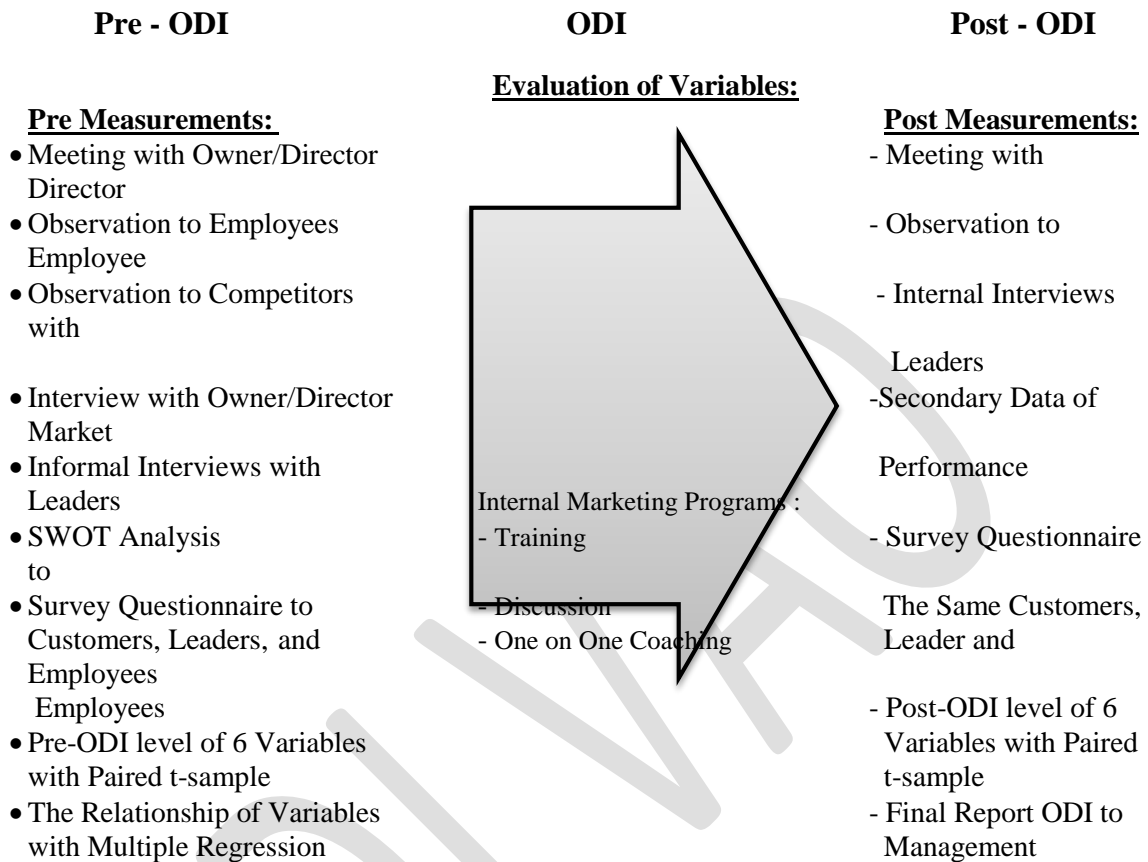 Pre - ODI
ODI
Post - ODI
Evaluation of Variables:
Pre Measurements:
• Meeting with Owner/Director
Director
• Observation to Employees
Employee
• Observation to Competitors
with
• Interview with Owner/Director
Market
• Informal Interviews with
Leaders
• SWOT Analysis
to
• Survey Questionnaire to
Customers, Leaders, and
Employees
Employees
• Pre-ODI level of 6 Variables
with Paired t-sample
• The Relationship of Variables
with Multiple Regression
Internal Marketing Programs :
- Training
- Discussion
- One on One Coaching
Post Measurements:
- Meeting with
- Observation to
- Internal Interviews
Leaders
-Secondary Data of
Performance
- Survey Questionnaire
The Same Customers,
Leader and
- Post-ODI level of 6
Variables with Paired
t-sample
- Final Report ODI to
Management